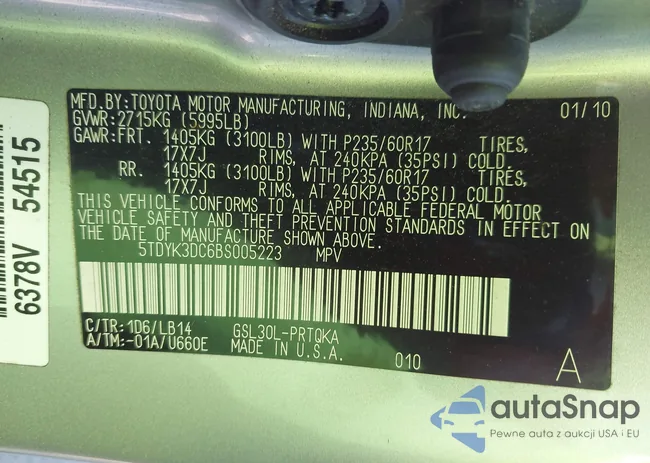 MFD.BY:TOYOTA MOTOR MANUFACTURING, INDIANA, INC. 01/10
GVWR:2715KG (5995LB)
GAWR:FRT. 1405KG (3100LB) WITH P235/60R17 TIRES,
17X7J RIMS, AT 240KPA (35PSI) COLD.
RR. 1405KG (3100LB) WITH P235/60R17 TIRES,
17X7J RIMS, AT 240KPA (35PSI) COLD.
THIS VEHICLE CONFORMS TO ALL APPLICABLE FEDERAL MOTOR
VEHICLE SAFETY AND THEFT PREVENTION STANDARDS IN EFFECT ON
THE DATE OF MANUFACTURE SHOWN ABOVE.
5TDYK3DC6BS005223 MPV
C/TR:1D6/LB14 GSL30L-PRTQKA
A/TM:-01A/U660E MADE IN U.S.A. 010 A
6378V 54515
autaSnap
Pewne auta z aukcji USA i EU